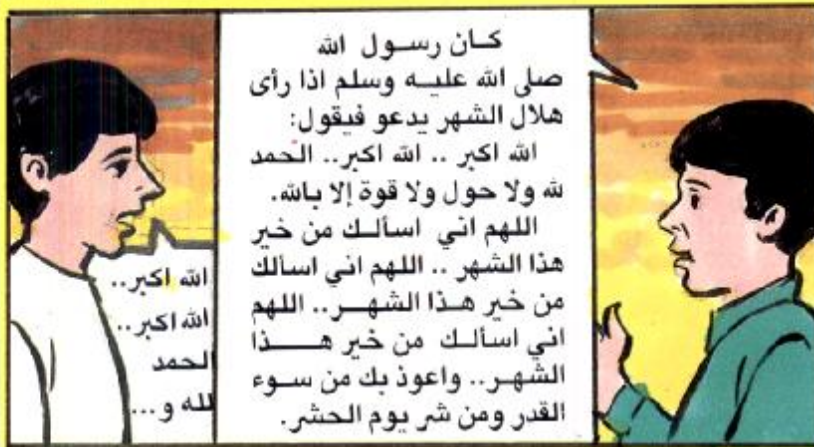 كان رسول الله
صلى الله عليه وسلم اذا رأى
هلال الشهر يدعو فيقول:
الله اكبر .. الله اكبر.. الحمد
لله ولا حول ولا قوة إلا بالله.
اللهم اني اسألك من خير
هذا الشهر .. اللهم اني اسألك
من خير هذا الشهر.. اللهم
اني اسألك من خير هذا
الشهر.. واعوذ بك من سوء
القدر ومن شر يوم الحشر.
الله اكبر..
الله اكبر..
الحمد
لله و...